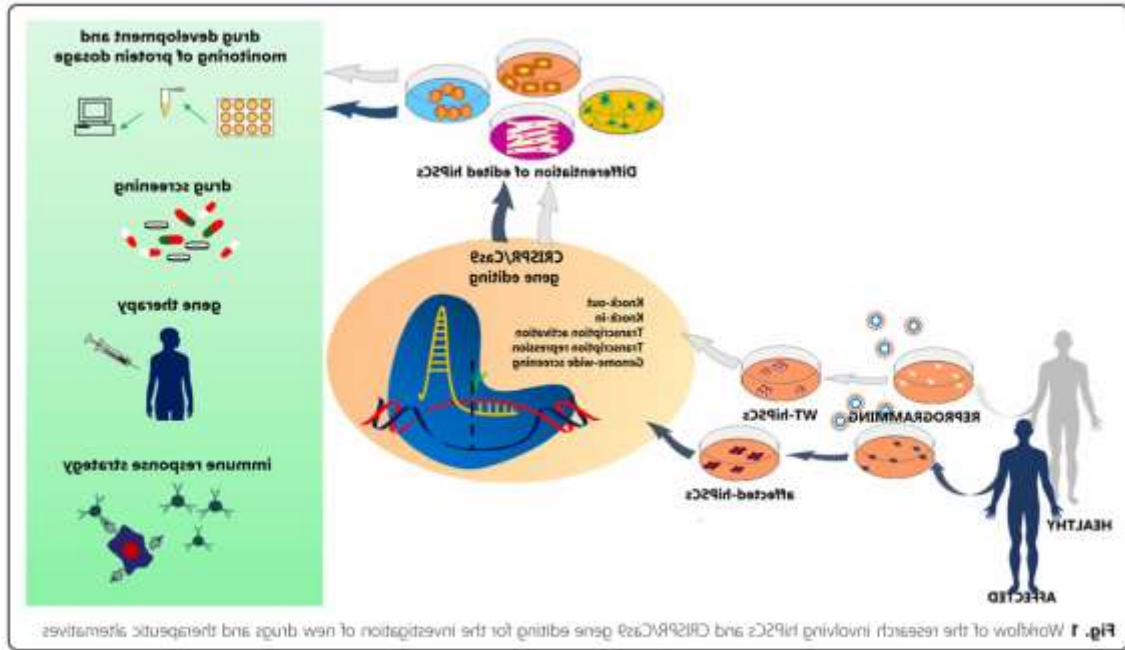 HEALTHY
AFFECTED
REPROGRAMMING
WT-hiPSCs
affected-hiPSCs
CRISPR/Cas9
gene editing
Knock-out
Knock-in
Transcription activation
Transcription repression
Genome-wide-screening
Differentiation of edited hiPSCs
drug development and
monitoring of protein dosage
drug screening
gene therapy
immune response strategy
Fig. 1 Workflow of the research involving hiPSCs and CRISPR/Cas9 gene editing for the investigation of new drugs and therapeutic alternatives